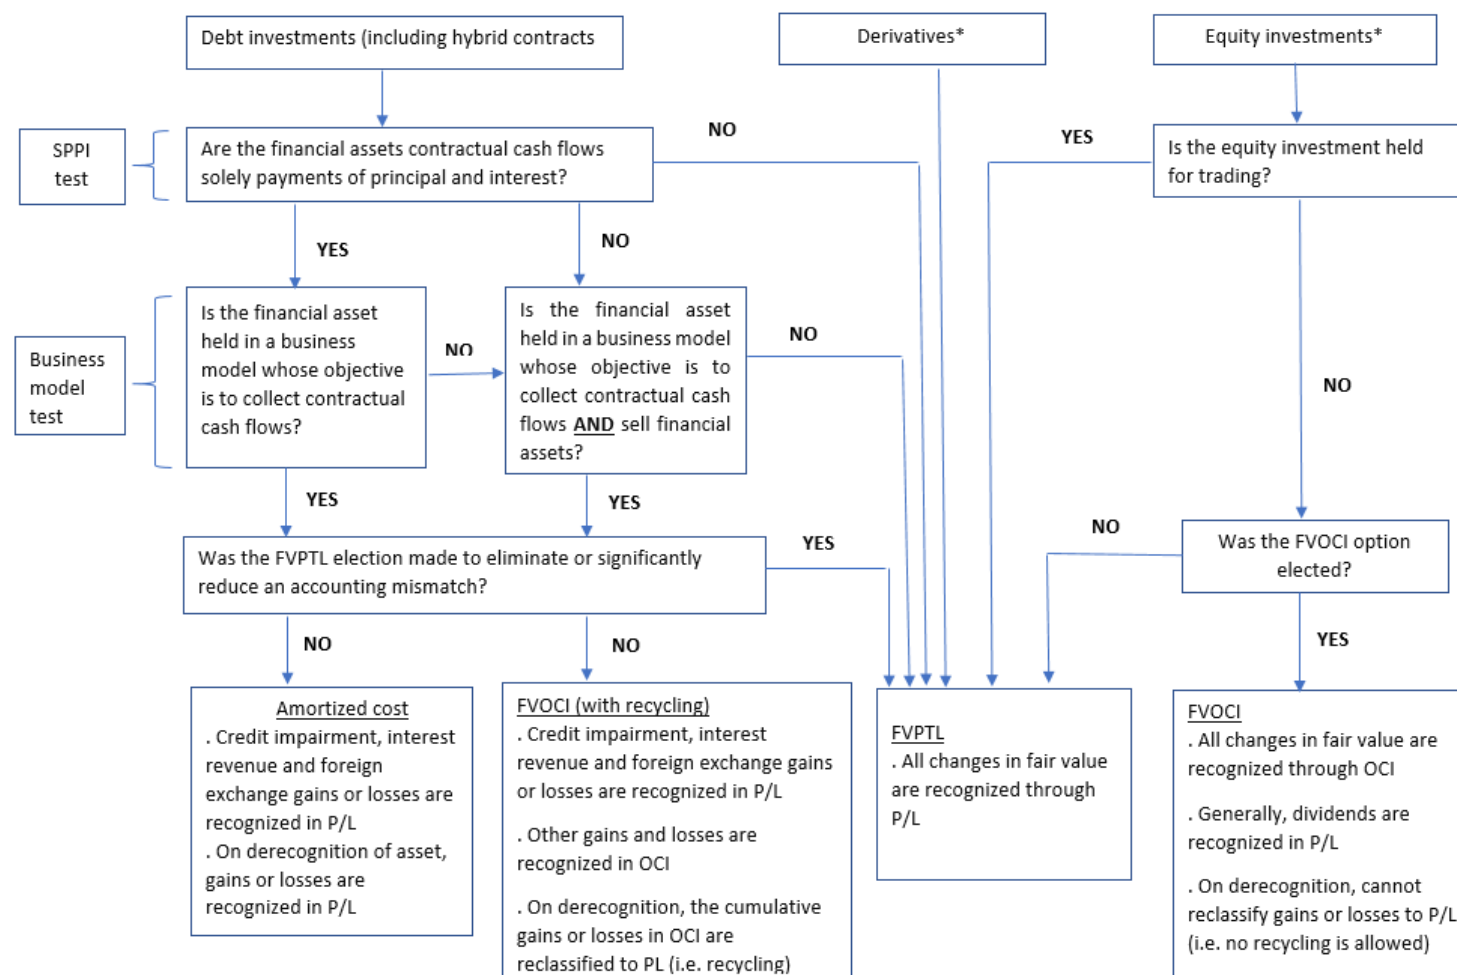 Debt investments (including hybrid contracts
Derivatives*
Equity investments*
SPPI
test
Are the financial assets contractual cash flows
solely payments of principal and interest?
NO
YES
Is the equity investment held
for trading?
YES
NO
NO
Business
model
test
Is the financial asset
held in a business
model whose objective
is to collect contractual
cash flows?
NO
Is the financial asset
held in a business model
whose objective is to
collect contractual cash
flows AND sell financial
assets?
NO
YES
YES
Was the FVPTL election made to eliminate or significantly
reduce an accounting mismatch?
YES
NO
Was the FVOCI option
elected?
NO
NO
YES
Amortized cost
. Credit impairment, interest
revenue and foreign
exchange gains or losses are
recognized in P/L
. On derecognition of asset,
gains or losses are
recognized in P/L
FVOCI (with recycling)
. Credit impairment, interest
revenue and foreign exchange gains
or losses are recognized in P/L
. Other gains and losses are
recognized in OCI
. On derecognition, the cumulative
gains or losses in OCI are
reclassified to PL (i.e. recycling)
FVPTL
. All changes in fair value
are recognized through
P/L
FVOCI
. All changes in fair value are
recognized through OCI
. Generally, dividends are
recognized in P/L
. On derecognition, cannot
reclassify gains or losses to P/L
(i.e. no recycling is allowed)